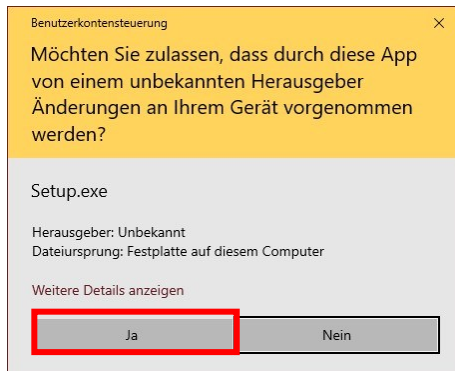 Benutzerkontensteuerung
Möchten Sie zulassen, dass durch diese App
von einem unbekannten Herausgeber
Änderungen an Ihrem Gerät vorgenommen
werden?
Setup.exe
Herausgeber: Unbekannt
Dateiursprung: Festplatte auf diesem Computer
Weitere Details anzeigen
Ja Nein